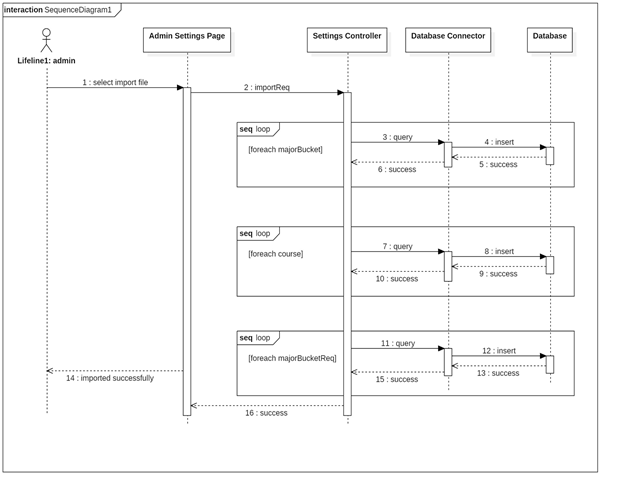 interaction SequenceDiagram1
Lifeline1: admin
Admin Settings Page
Settings Controller
Database Connector
Database
1 : select import file
2 : importReq
seq loop
[foreach majorBucket]
3 : query
4 : insert
5 : success
6 : success
seq loop
[foreach course]
7 : query
8 : insert
9 : success
10 : success
seq loop
[foreach majorBucketReq]
11 : query
12 : insert
13 : success
14 : imported successfully
15 : success
16 : success